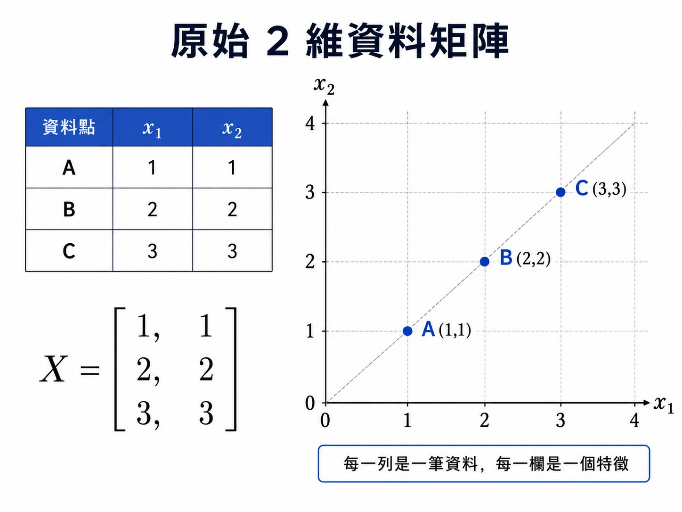 原始 2 維資料矩陣
資料點 x₁ x₂
A 1 1
B 2 2
C 3 3
X = [ 1, 1
2, 2
3, 3 ]
x₂
4
3
2
1
0
C (3,3)
B (2,2)
A (1,1)
0 1 2 3 4
x₁
每一列是一筆資料，每一欄是一個特徵